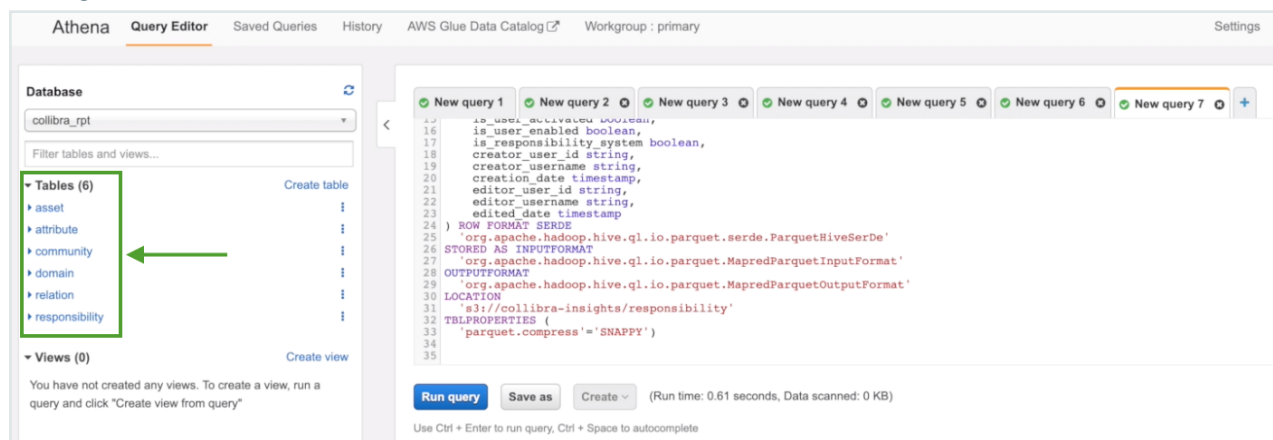 Athena Query Editor Saved Queries History AWS Glue Data Catalog Workgroup : primary Settings
Database
collibra_rpt
Filter tables and views...
Tables (6) Create table
asset
attribute
community
domain
relation
responsibility
Views (0) Create view
You have not created any views. To create a view, run a
query and click "Create view from query"
New query 1 New query 2 New query 3 New query 4 New query 5 New query 6 New query 7 +
15 is_user_activated boolean,
16 is_user_enabled boolean,
17 is_responsibility_system boolean,
18 creator_user_id string,
19 creator_username string,
20 creation_date timestamp,
21 editor_user_id string,
22 editor_username string,
23 edited_date timestamp
24 ) ROW FORMAT SERDE
25 'org.apache.hadoop.hive.ql.io.parquet.serde.ParquetHiveSerDe'
26 STORED AS INPUTFORMAT
27 'org.apache.hadoop.hive.ql.io.parquet.MapredParquetInputFormat'
28 OUTPUTFORMAT
29 'org.apache.hadoop.hive.ql.io.parquet.MapredParquetOutputFormat'
30 LOCATION
31 's3://collibra-insights/responsibility'
32 TBLPROPERTIES (
33 'parquet.compress'='SNAPPY')
34
35
Run query Save as Create (Run time: 0.61 seconds, Data scanned: 0 KB)
Use Ctrl + Enter to run query, Ctrl + Space to autocomplete